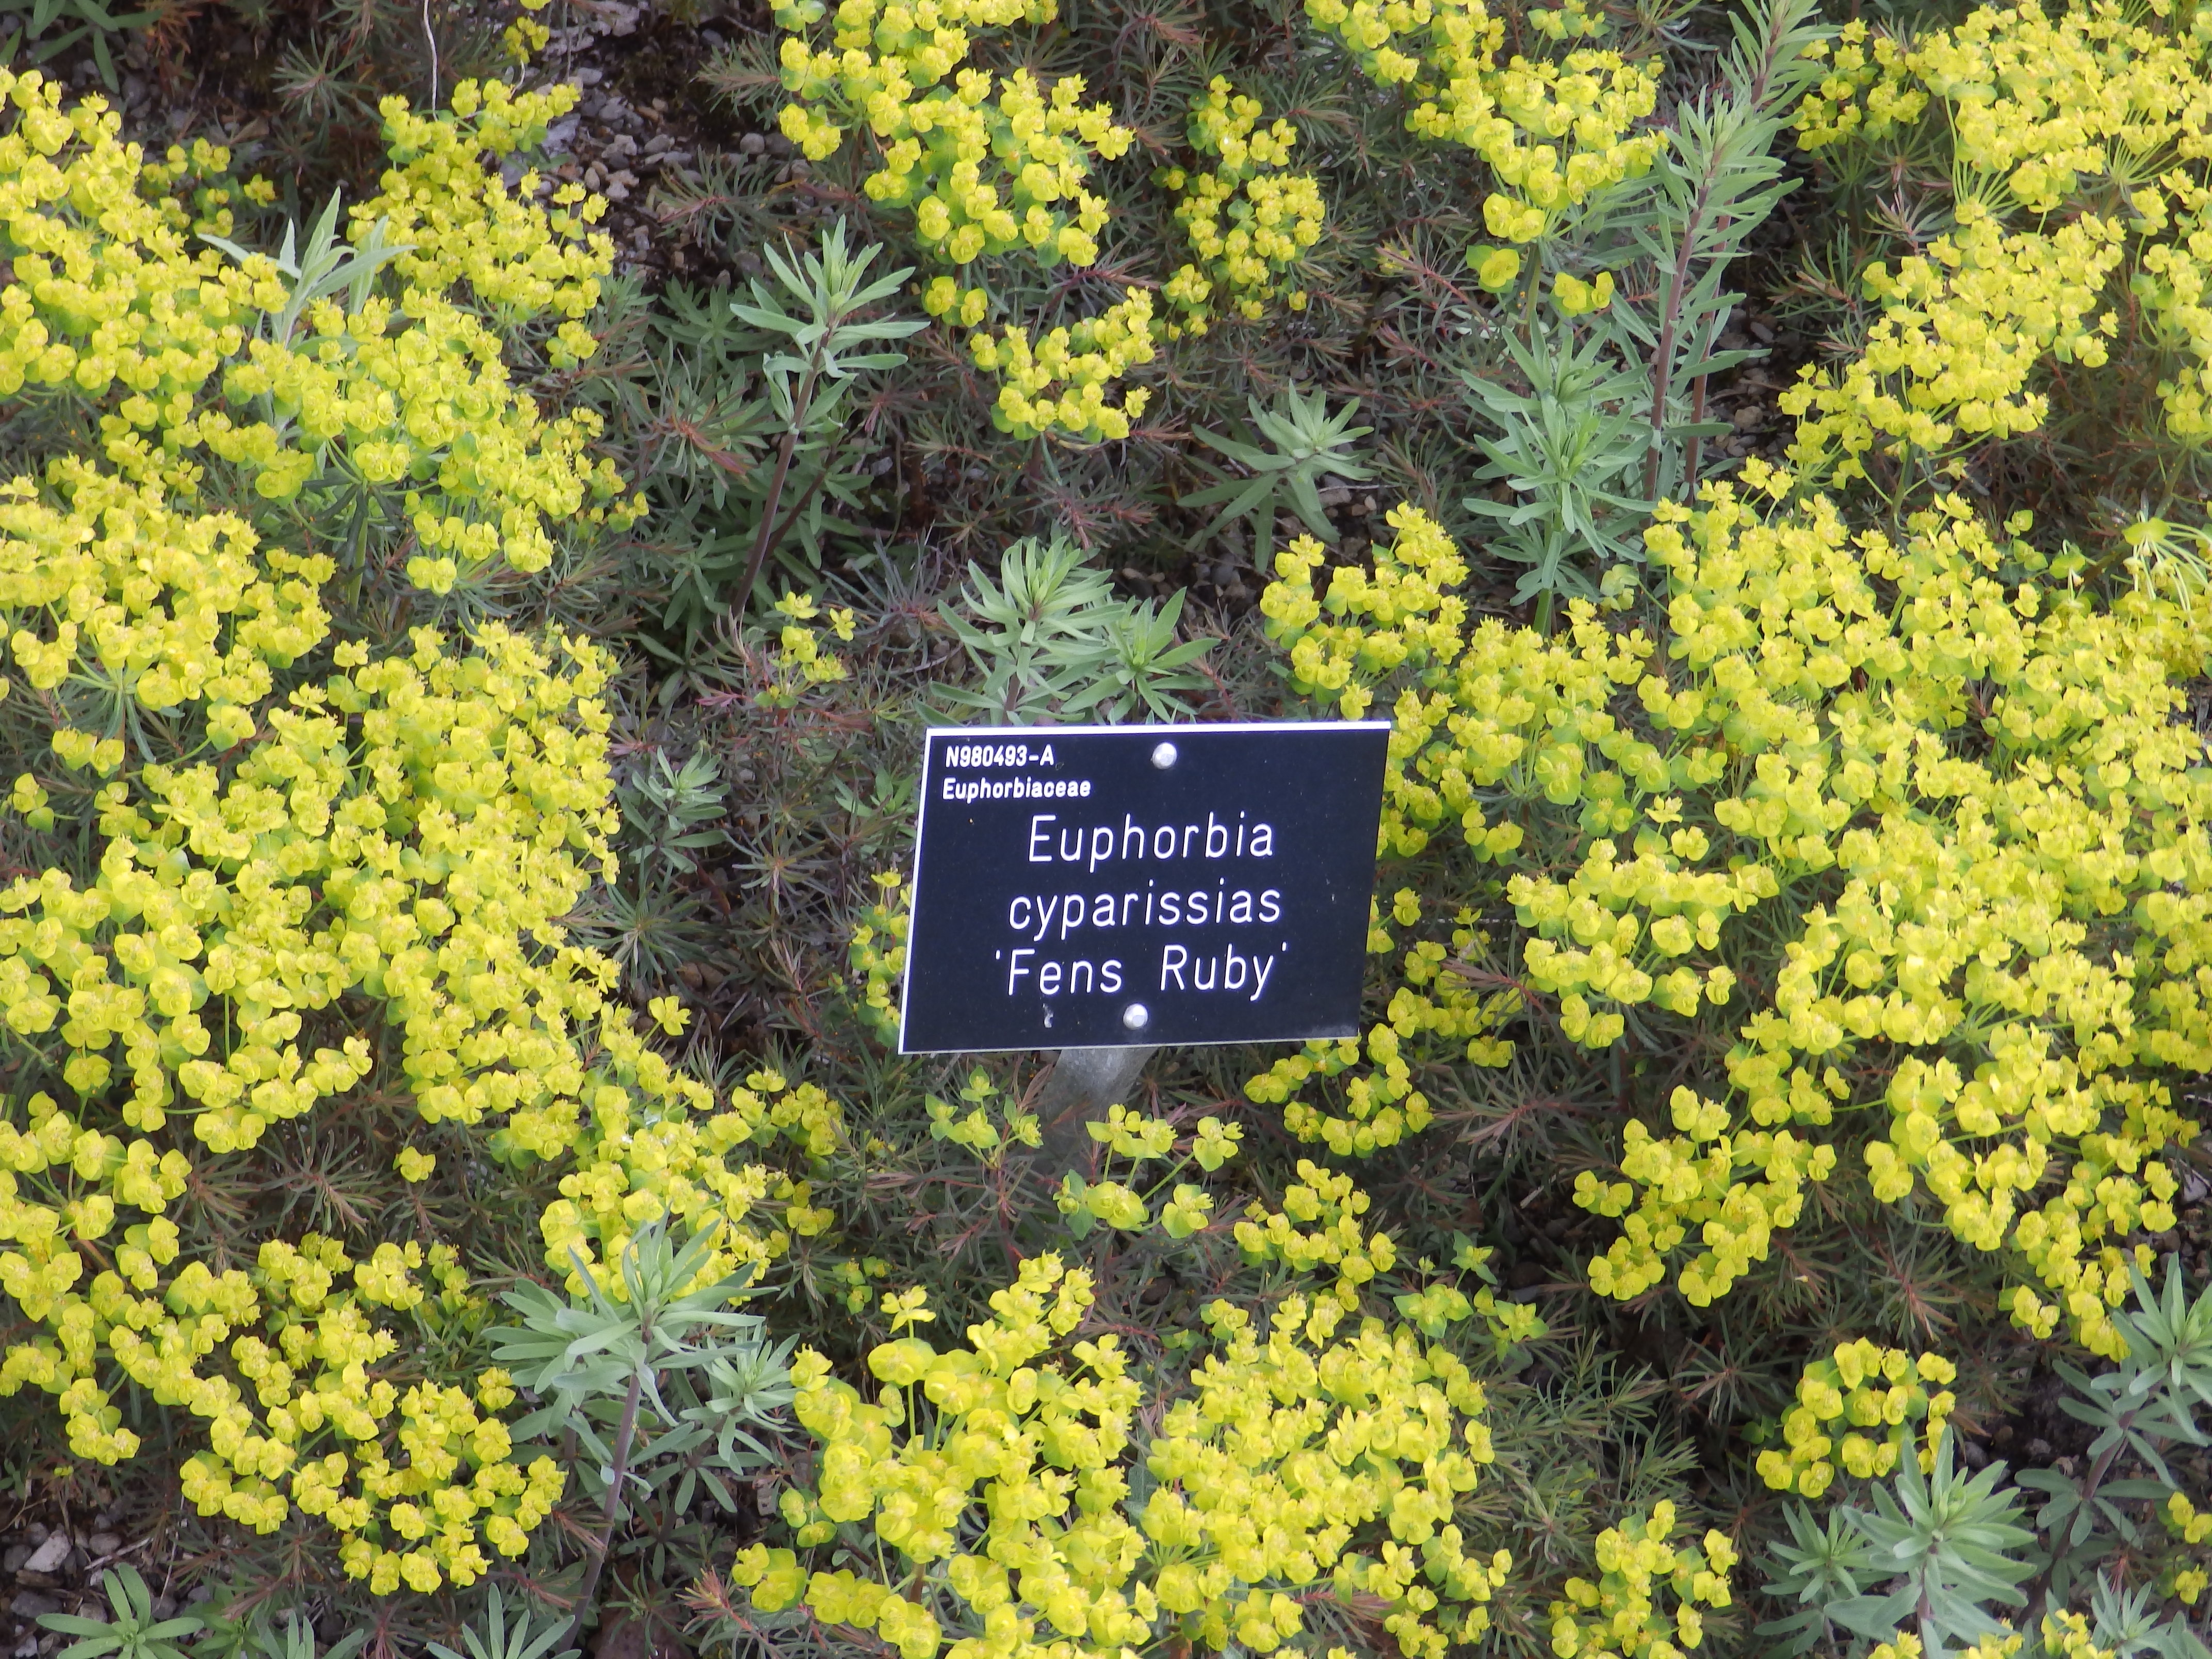 N980493-A
Euphorbiaceae
Euphorbia
cyparissias
'Fens Ruby'